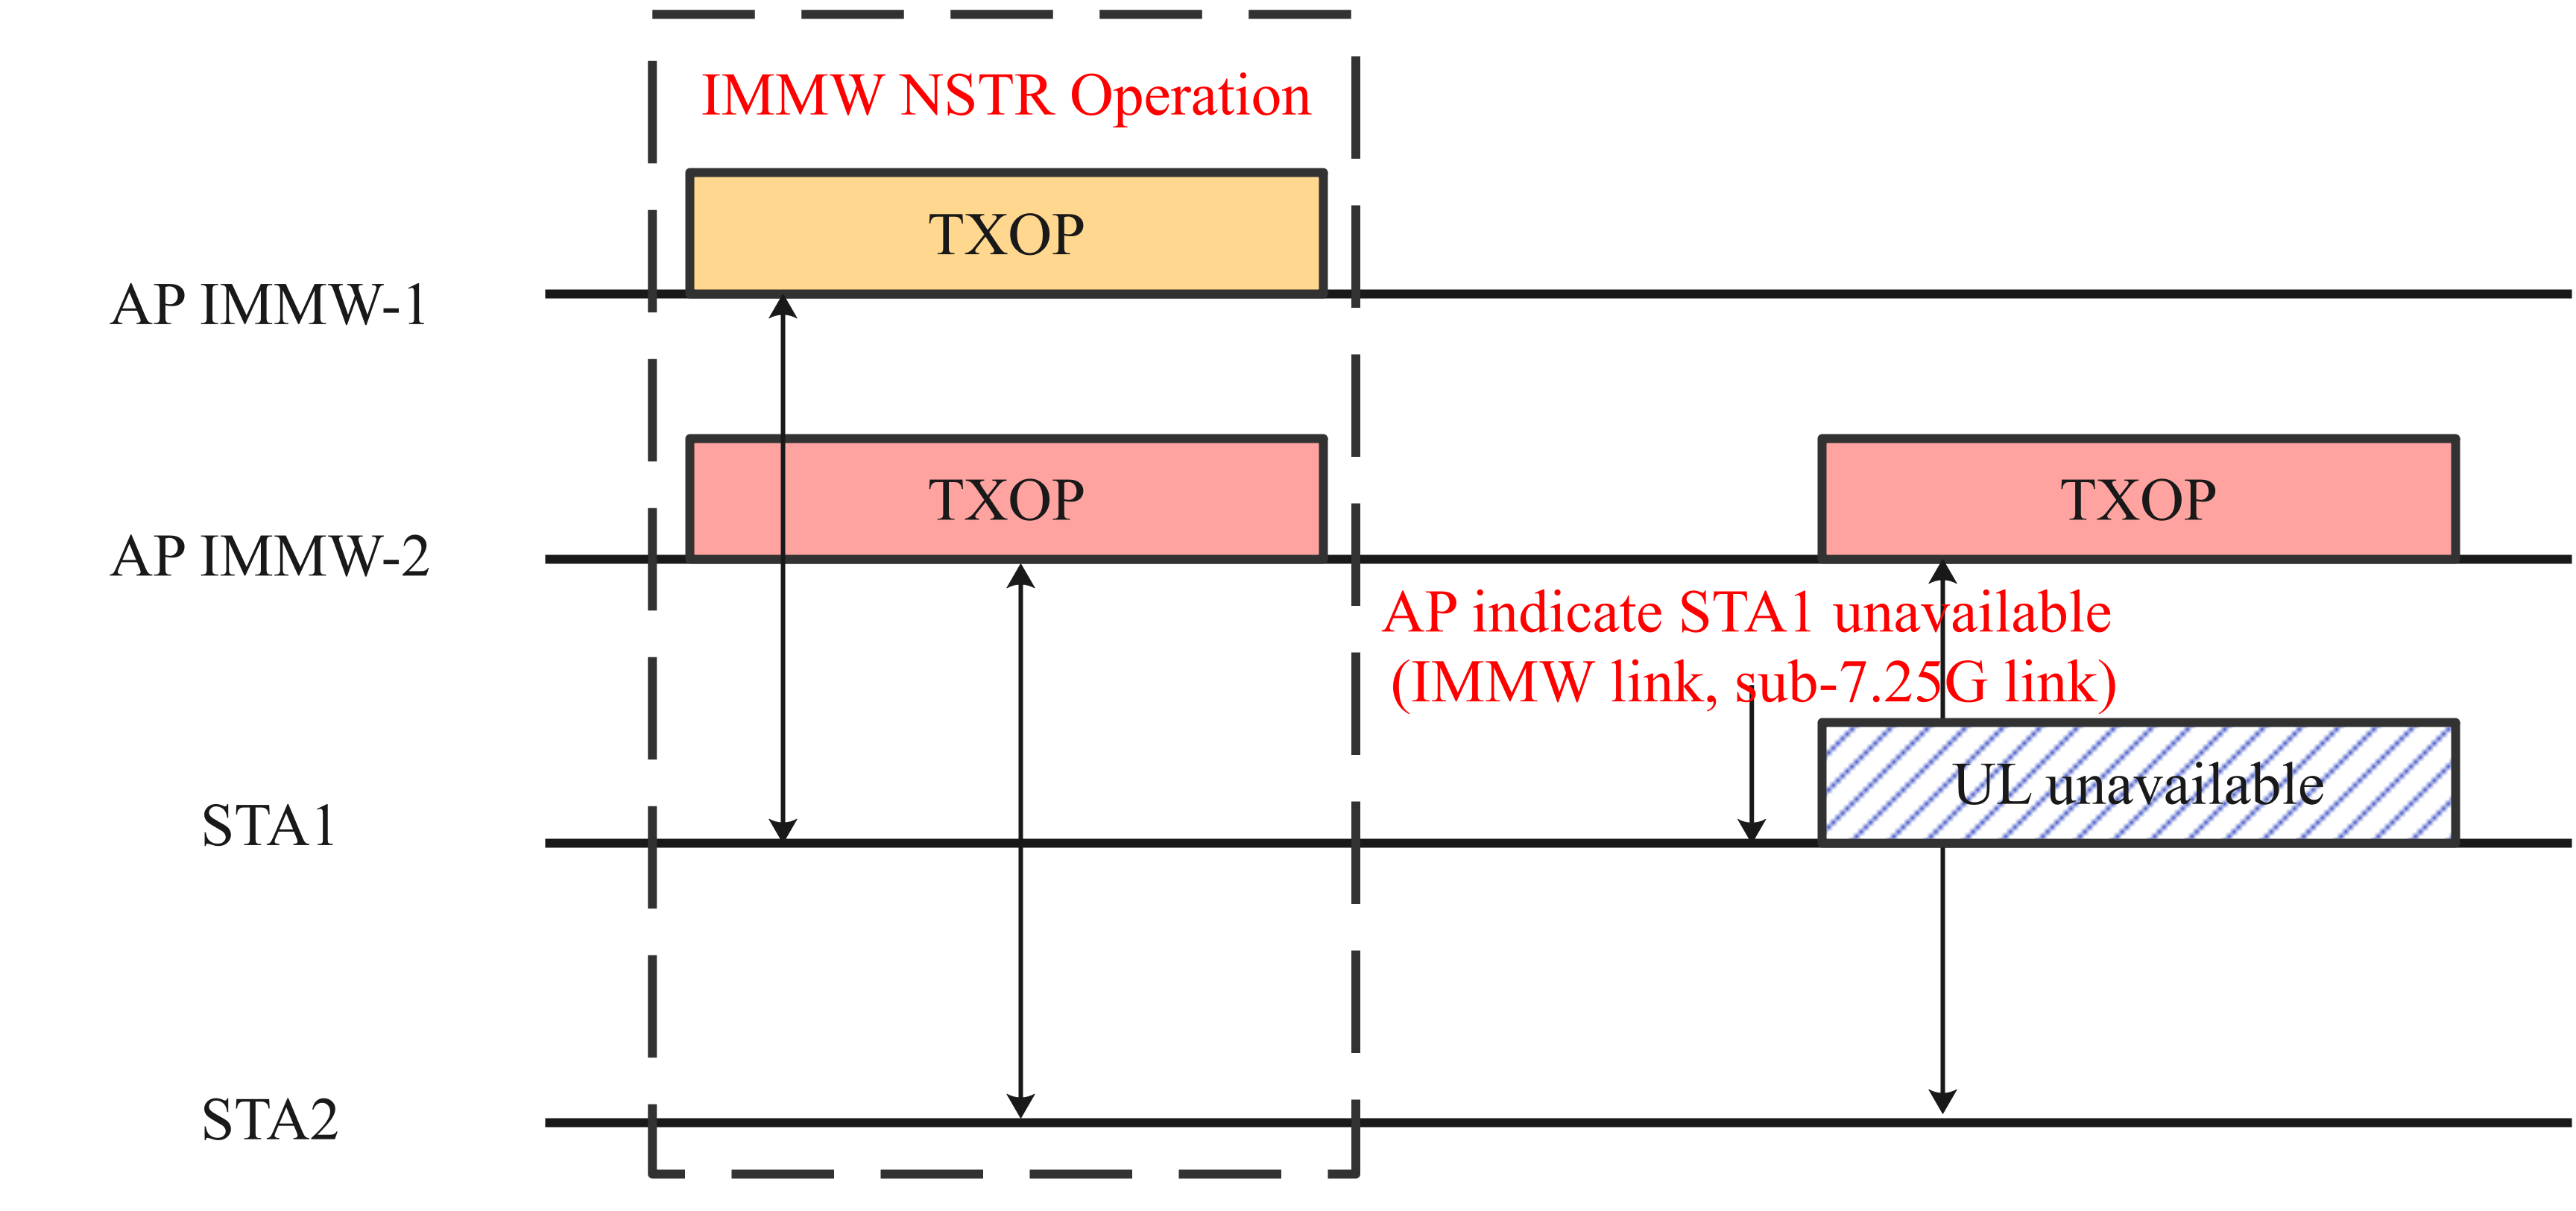 IMMW NSTR Operation
TXOP
AP IMMW-1
TXOP
TXOP
AP IMMW-2
AP indicate STA1 unavailable
(IMMW link, sub-7.25G link)
UL unavailable
STA1
STA2